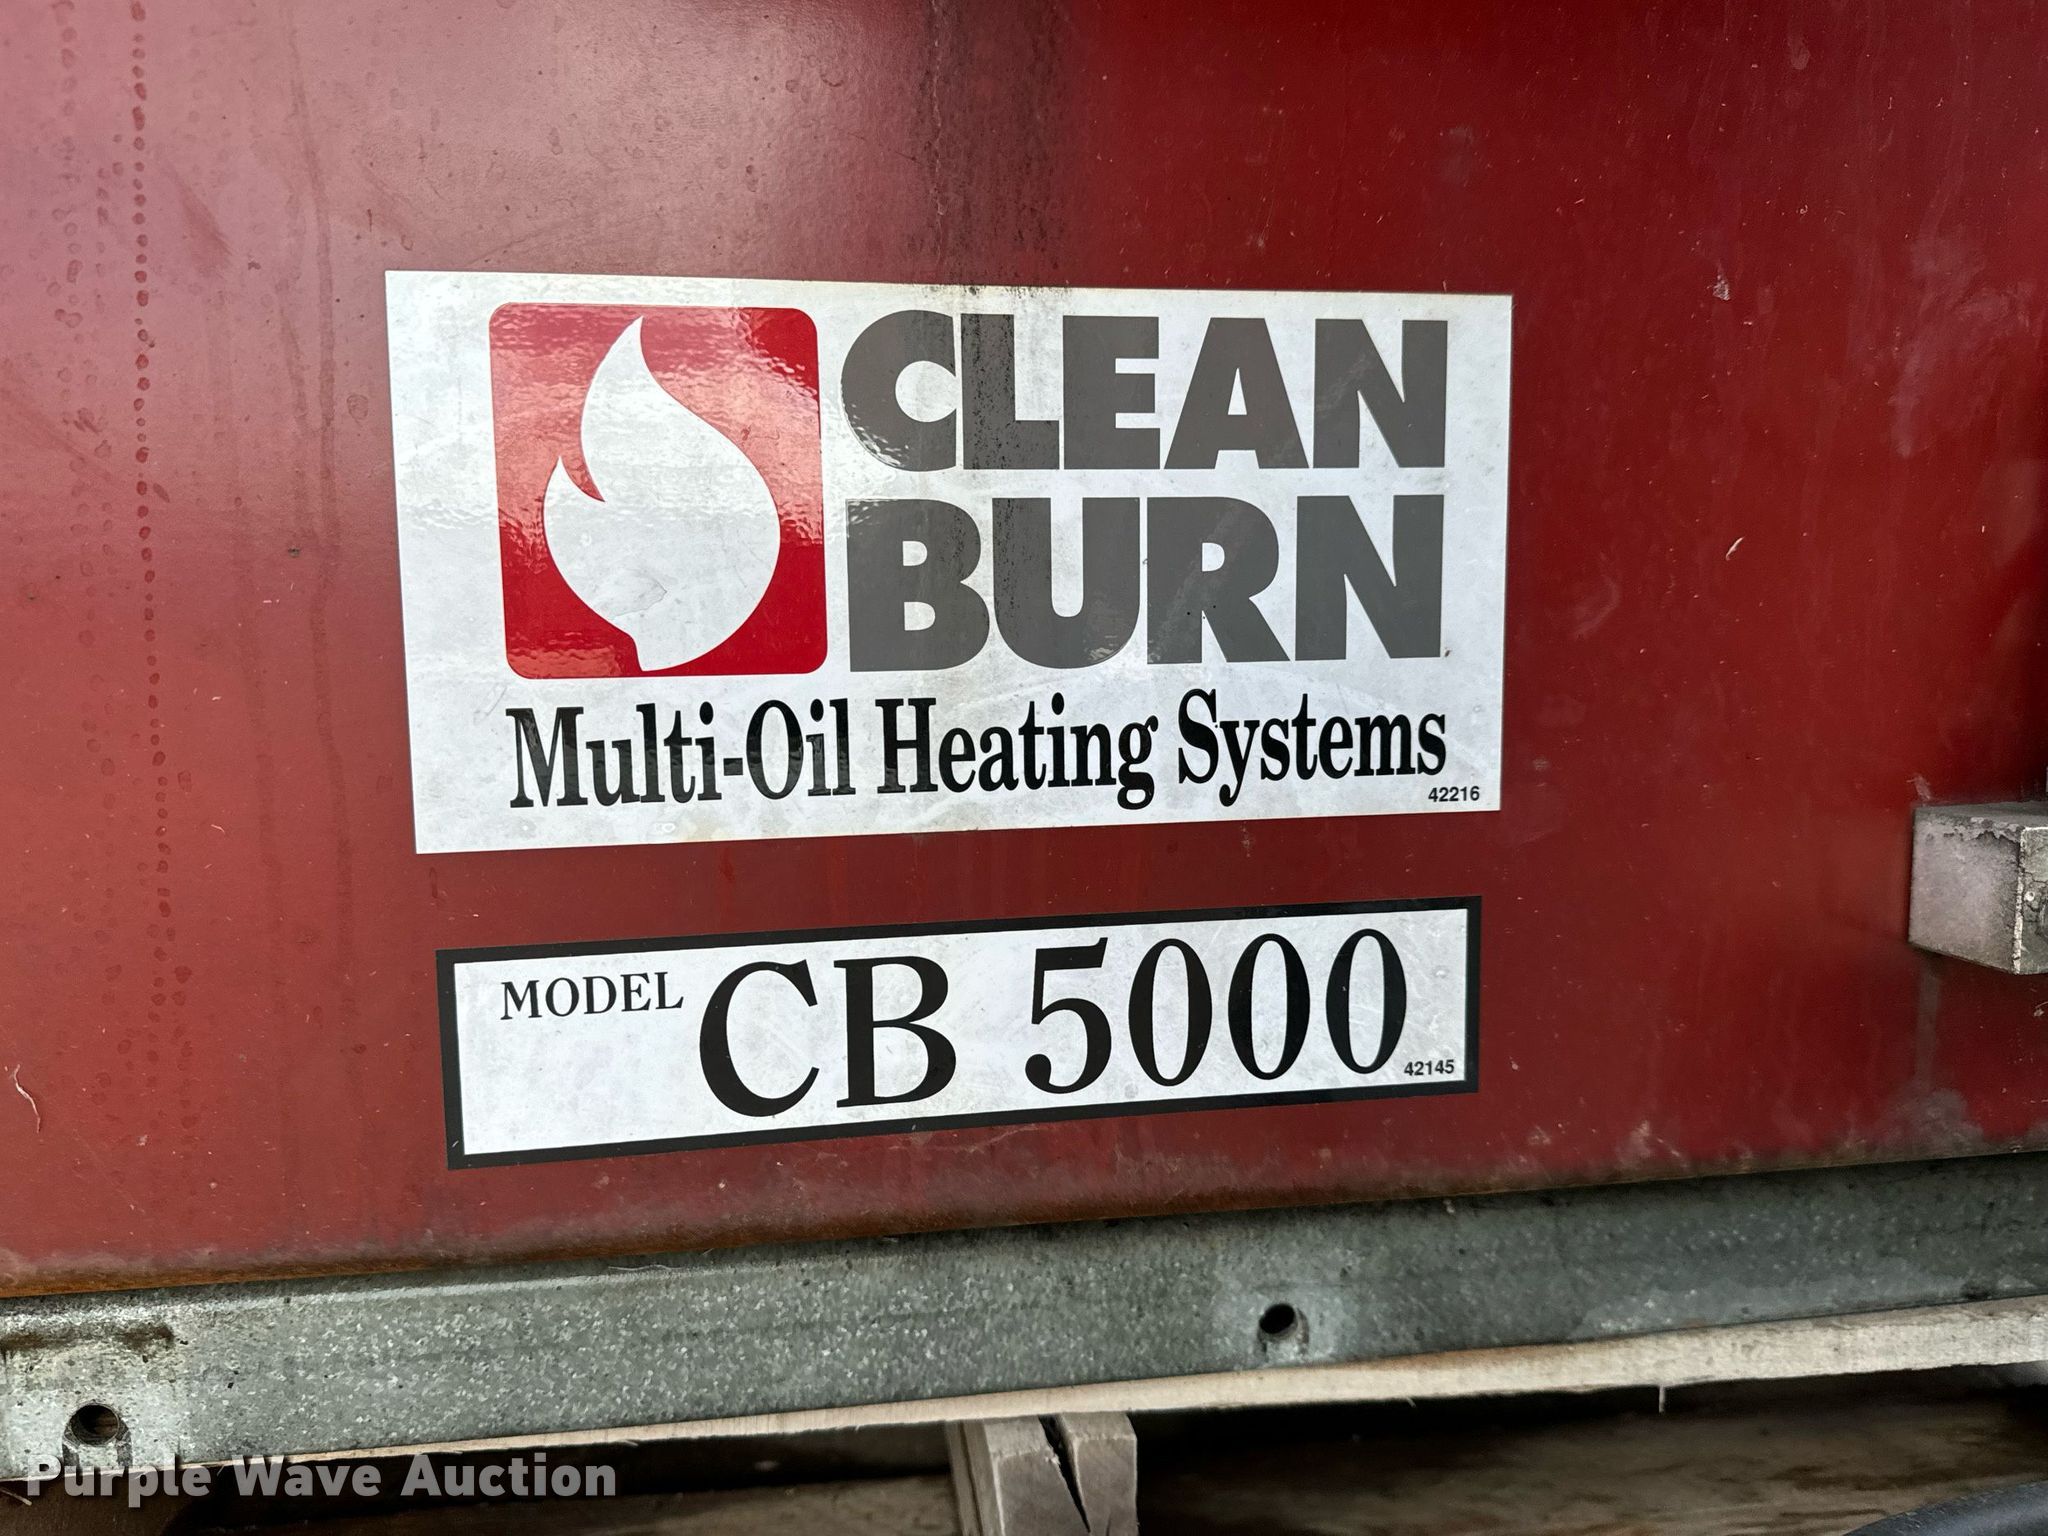 CLEAN
BURN
Multi-Oil Heating Systems
42216
MODEL CB 5000
42145
Purple Wave Auction